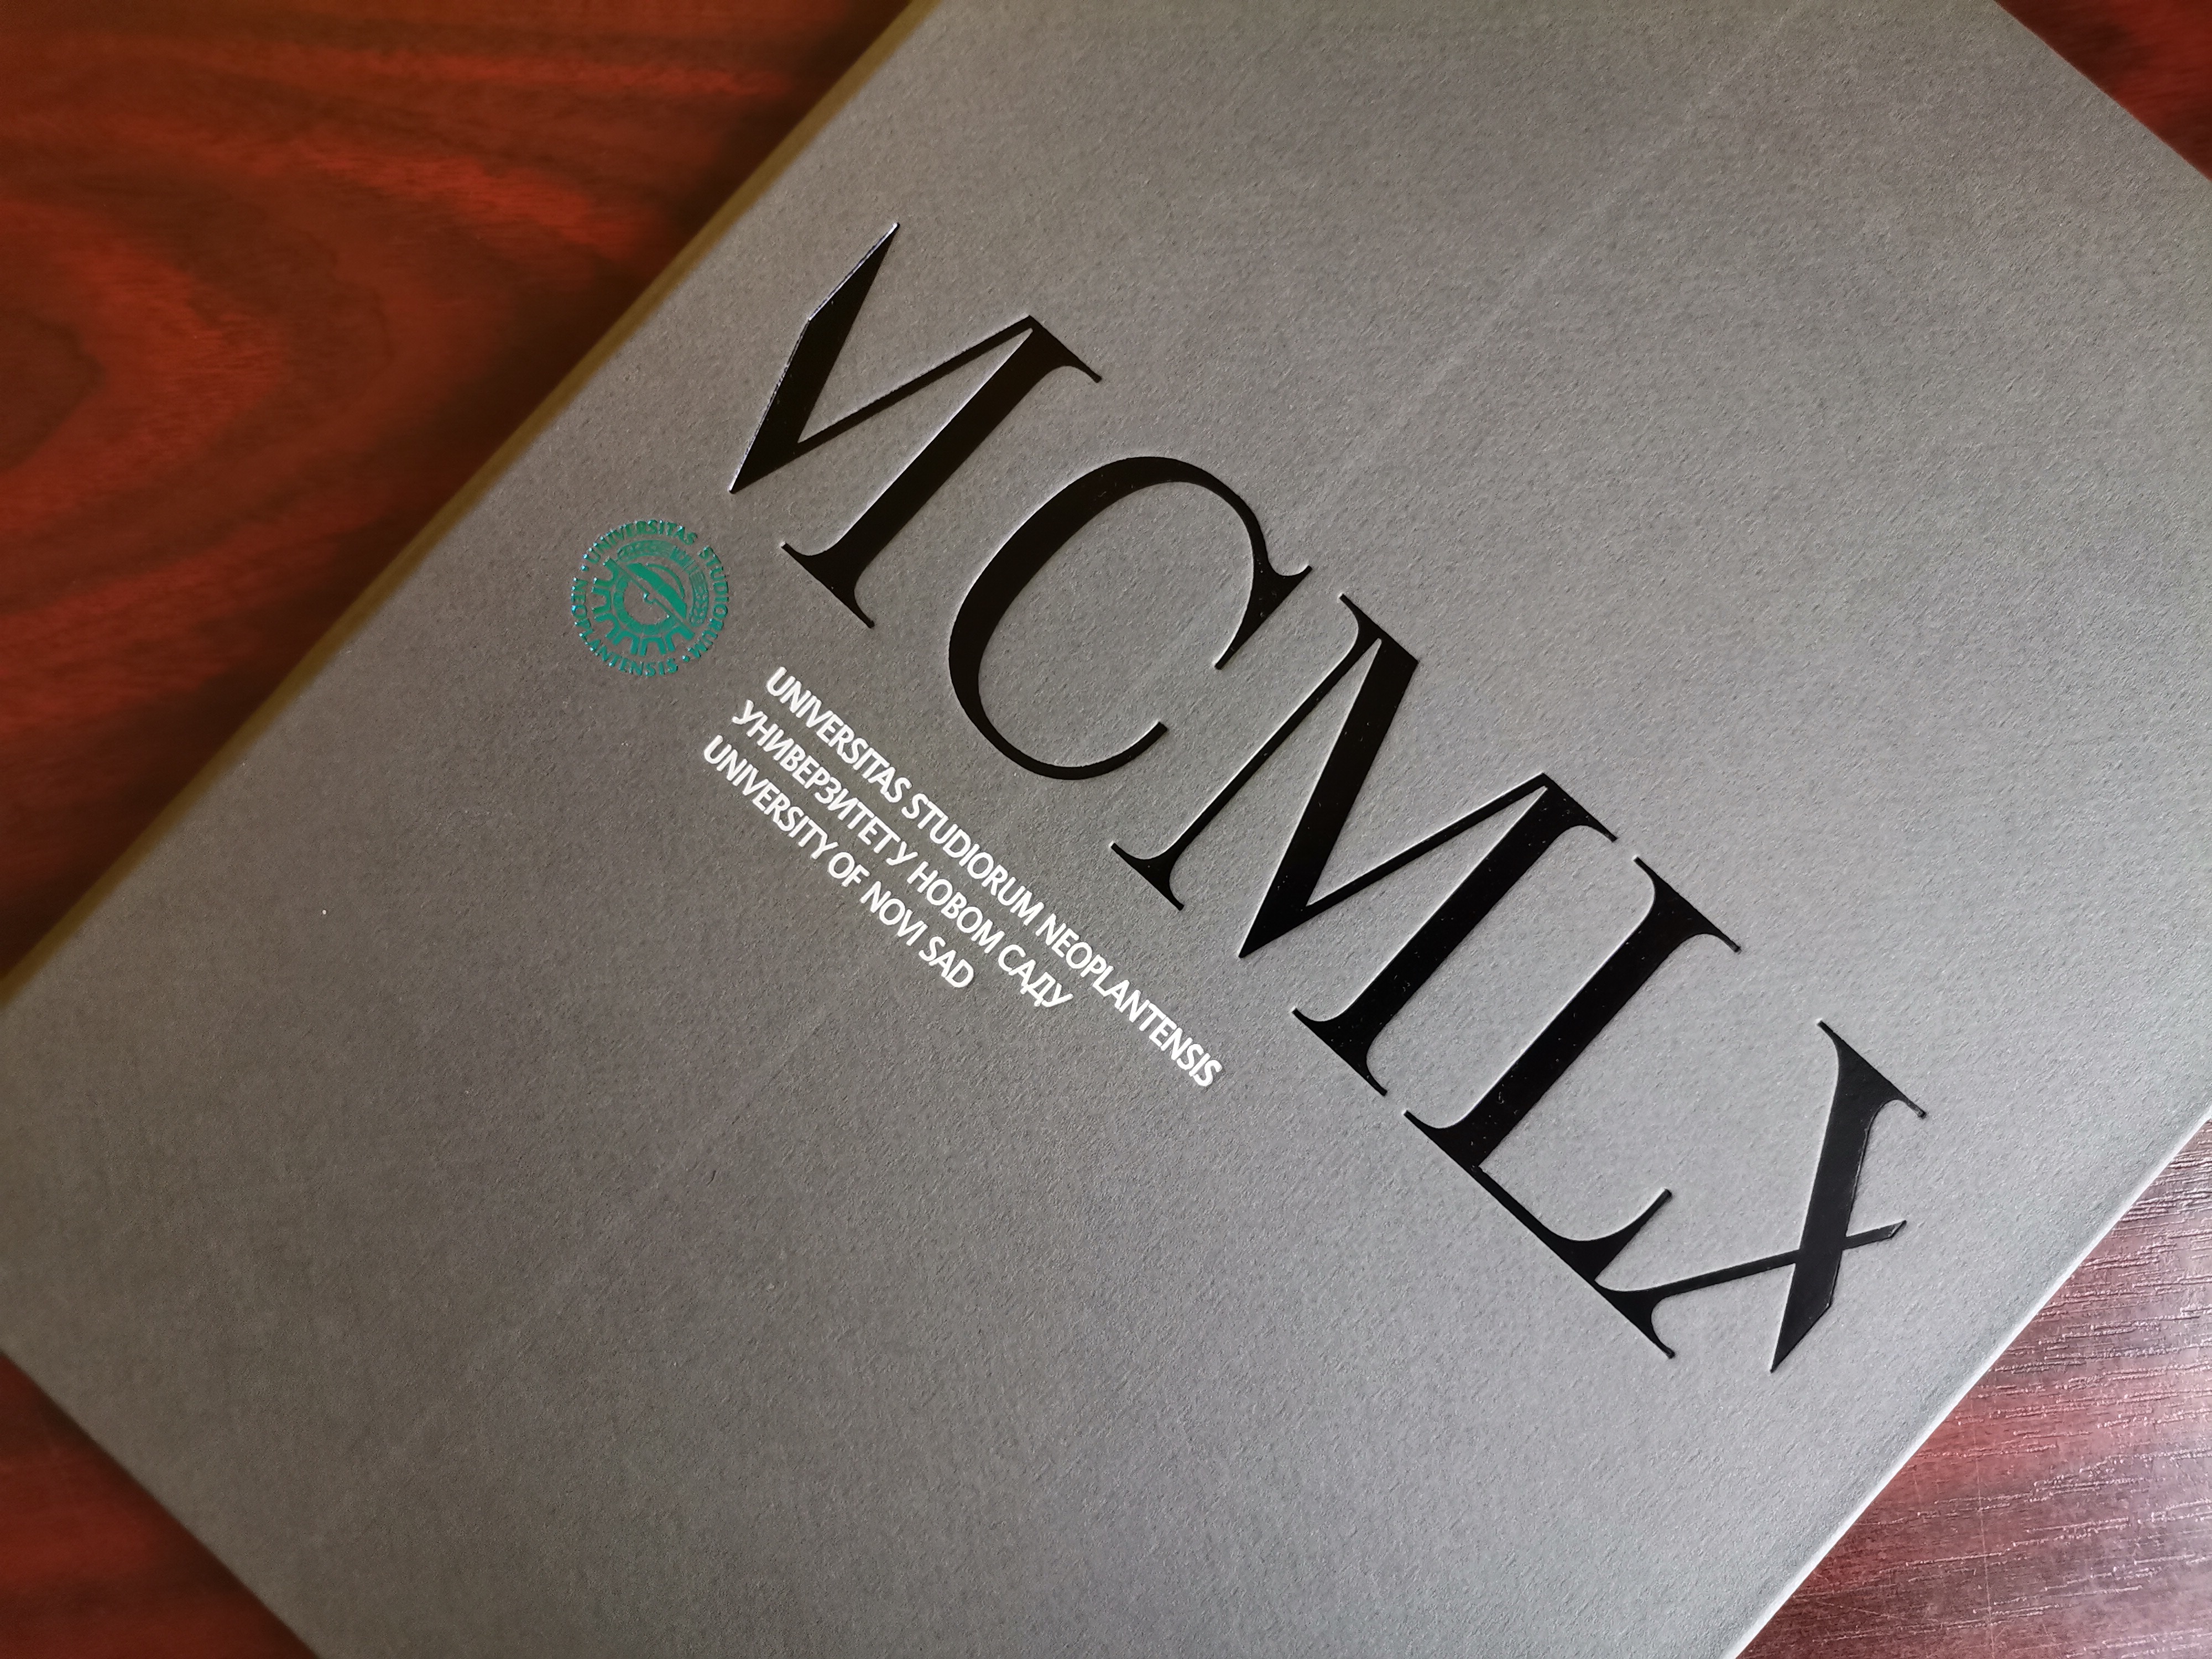 MCMLX
UNIVERSITAS STUDIORUM • NEOPLANTENSIS •
UNIVERSITAS STUDIORUM NEOPLANTENSIS
УНИВЕРЗИТЕТ У НОВОМ САДУ
UNIVERSITY OF NOVI SAD